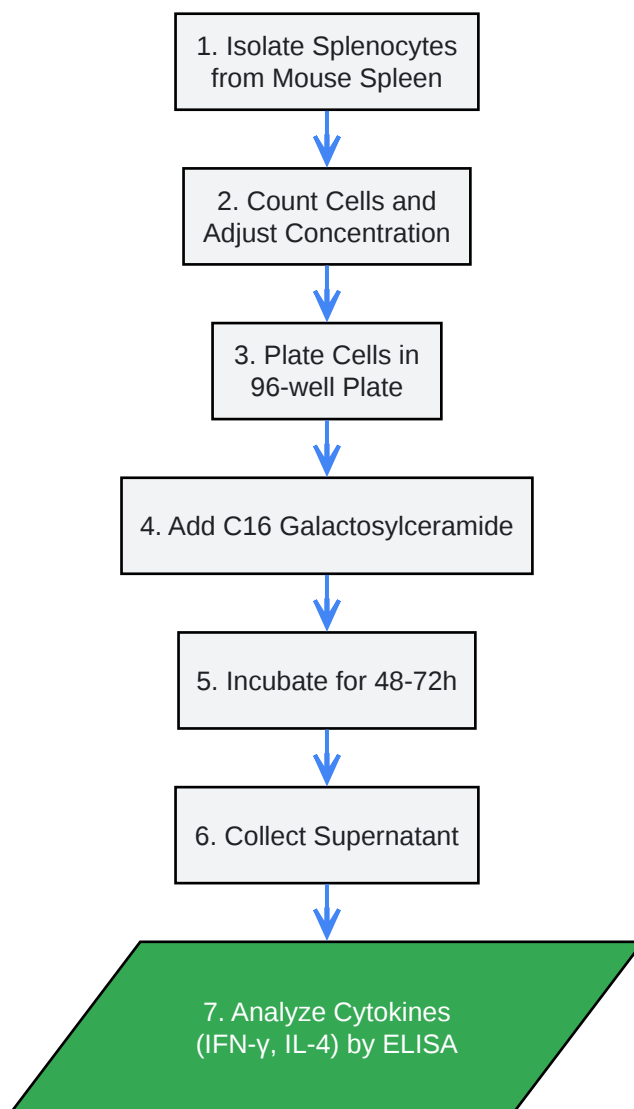 1. Isolate Splenocytes
from Mouse Spleen
2. Count Cells and
Adjust Concentration
3. Plate Cells in
96-well Plate
4. Add C16 Galactosylceramide
5. Incubate for 48-72h
6. Collect Supernatant
7. Analyze Cytokines
(IFN-γ, IL-4) by ELISA